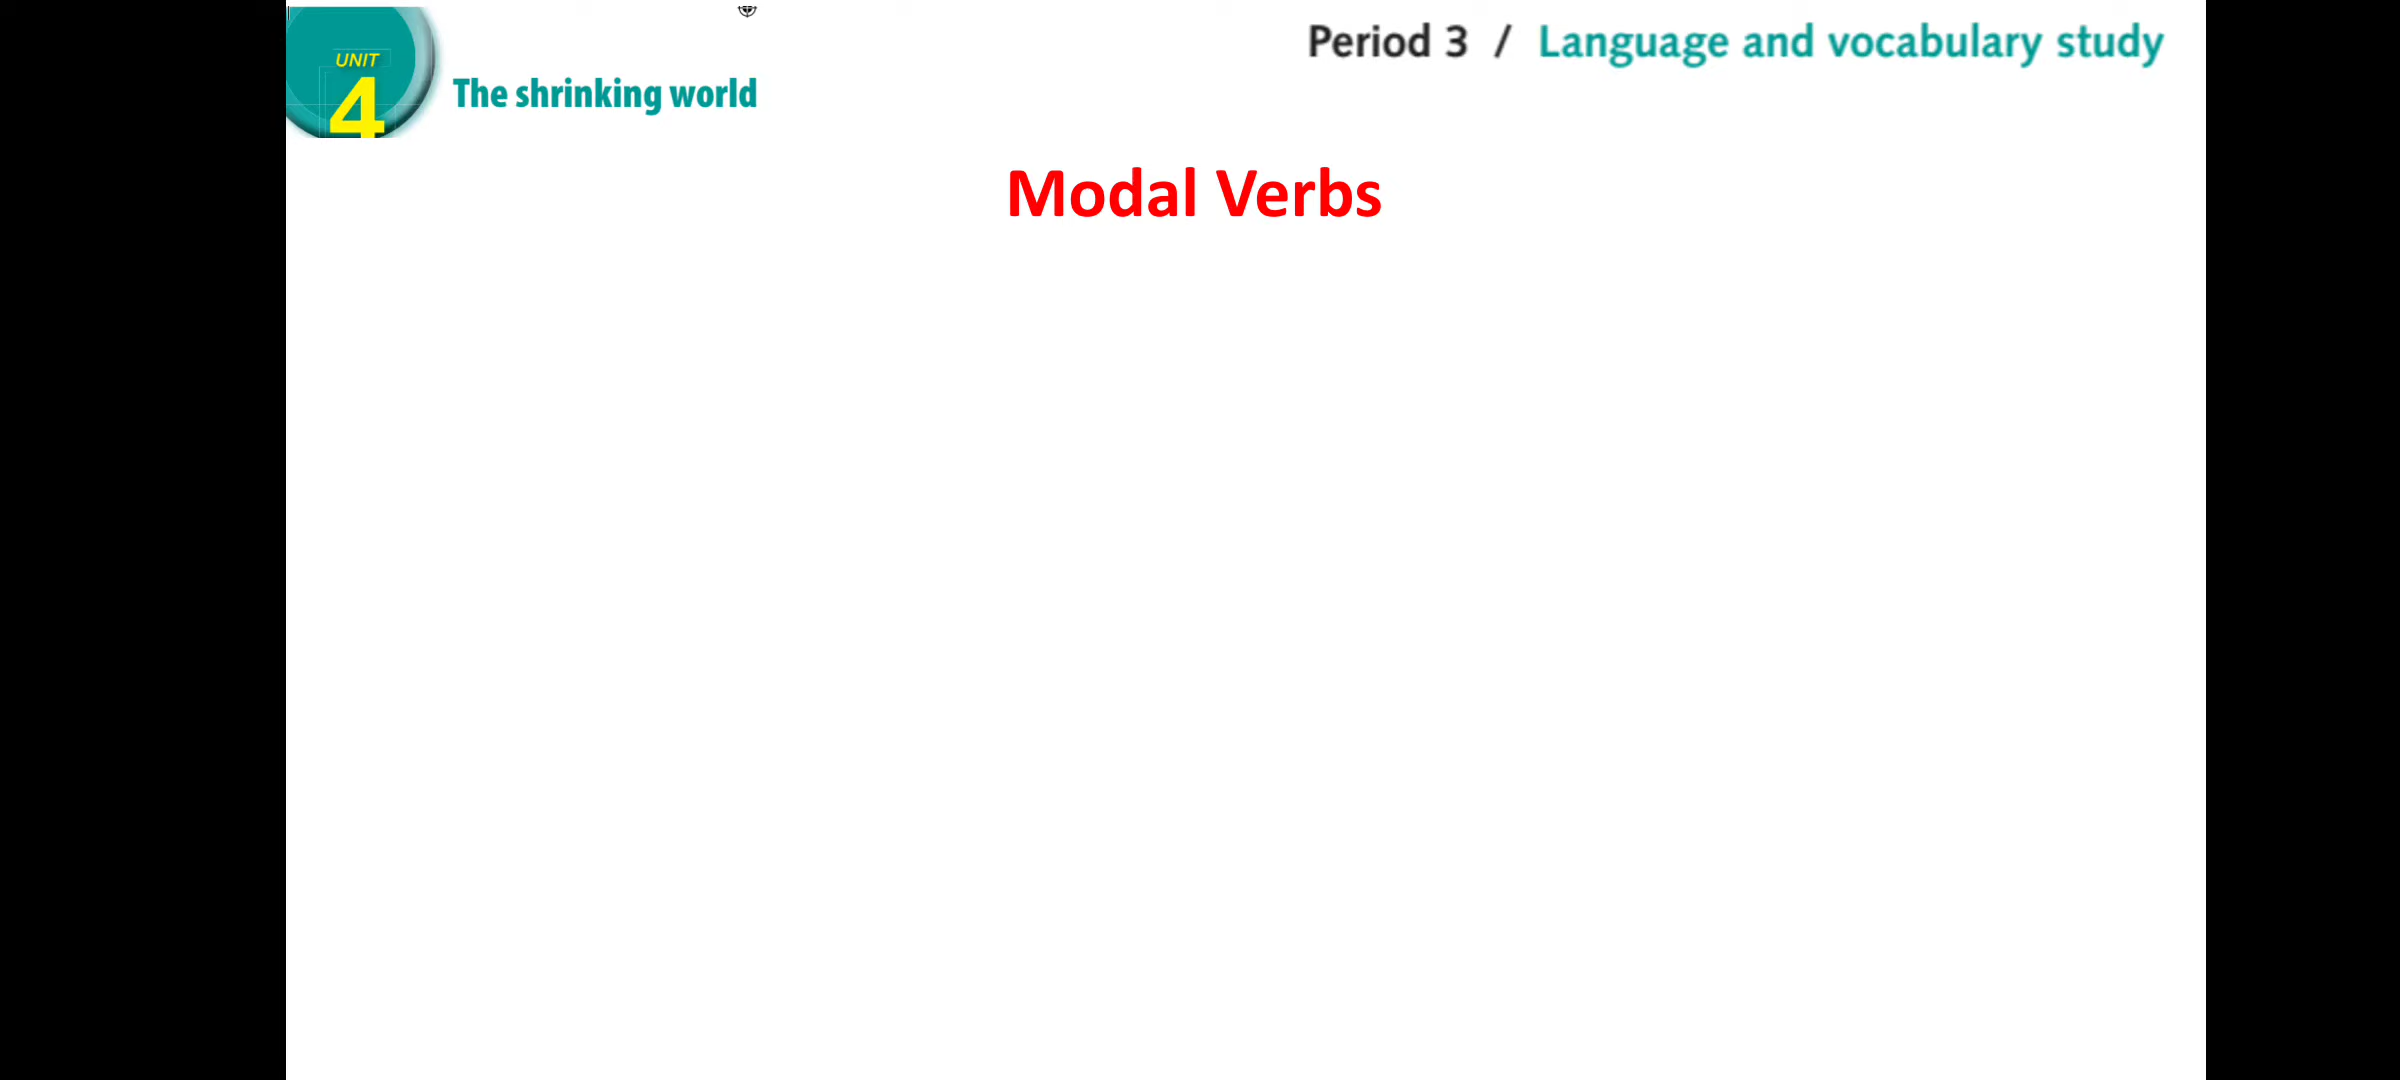 Period 3 / Language and vocabulary study
UNIT
4
The shrinking world
Modal Verbs